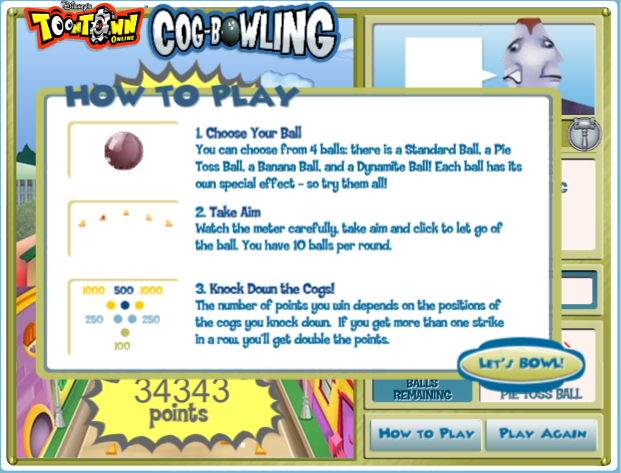 Disney's
TOONTOWN
ONLINE
COG-BOWLING
HOW TO PLAY
1. Choose Your Ball
You can choose from 4 balls: there is a Standard Ball, a Pie
Toss Ball, a Banana Ball, and a Dynamite Ball! Each ball has its
own special effect - so try them all!
2. Take Aim
Watch the meter carefully, take aim and click to let go of
the ball. You have 10 balls per round.
3. Knock Down the Cogs!
1000 500 1000
250 250
100
The number of points you win depends on the positions of
the cogs you knock down. If you get more than one strike
in a row, you'll get double the points.
LET'S BOWL!
34343
points
BALLS
REMAINING
PIE TOSS BALL
HOW TO PLAY
PLAY AGAIN